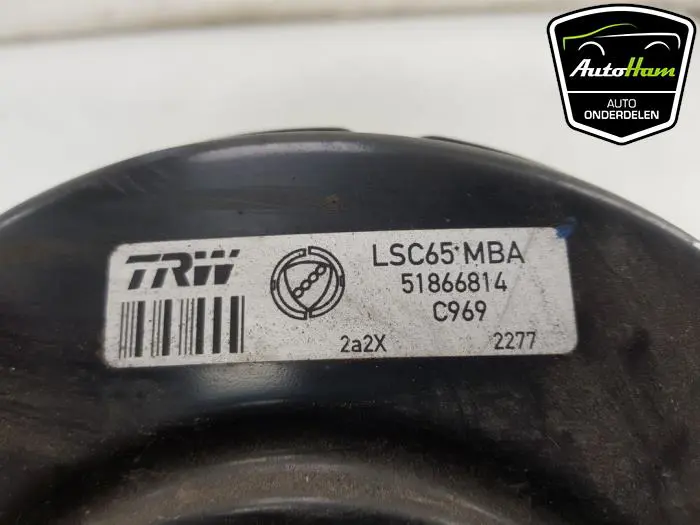 AutoHam
AUTO
ONDERDELEN
TRW
LSC65*MBA
51866814
C969
2a2X
2277